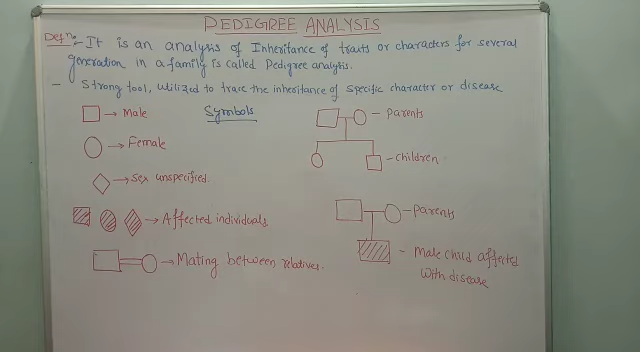 PEDIGREE ANALYSIS
Defn:- It is an analysis of Inheritance of traits or characters for several
generation in a family is called Pedigree analysis.
- Strong tool, utilized to trace the inheritance of specific character or disease
Symbols
→ Male
→ Female
→ Sex unspecified.
→ Affected individuals
→ Mating between relatives.
- Parents
- children
- parents
- Male child affected
with disease